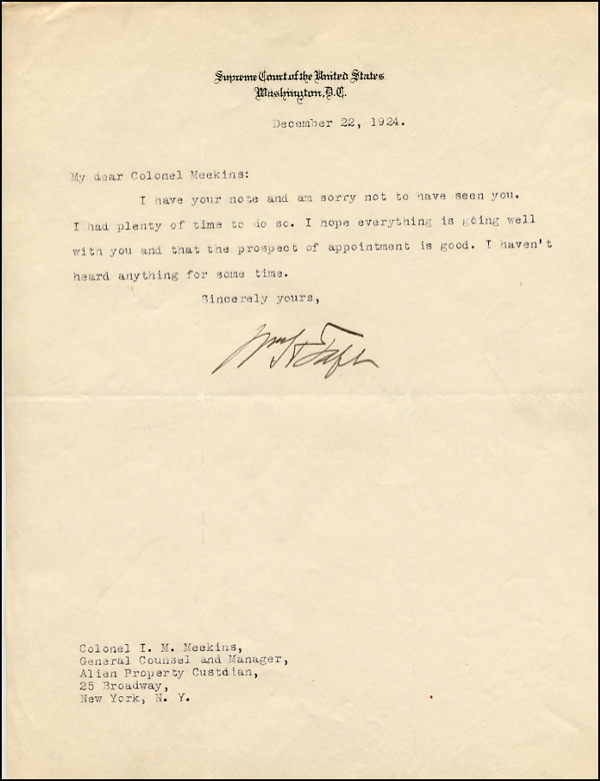 Supreme Court of the United States
Washington, D.C.
December 22, 1924.
My dear Colonel Meekins:
I have your note and am sorry not to have seen you.
I had plenty of time to do so. I hope everything is going well
with you and that the prospect of appointment is good. I haven't
heard anything for some time.
Sincerely yours,
Wm H Taft
Colonel I. M. Meekins,
General Counsel and Manager,
Alien Property Custdian,
25 Broadway,
New York, N. Y.